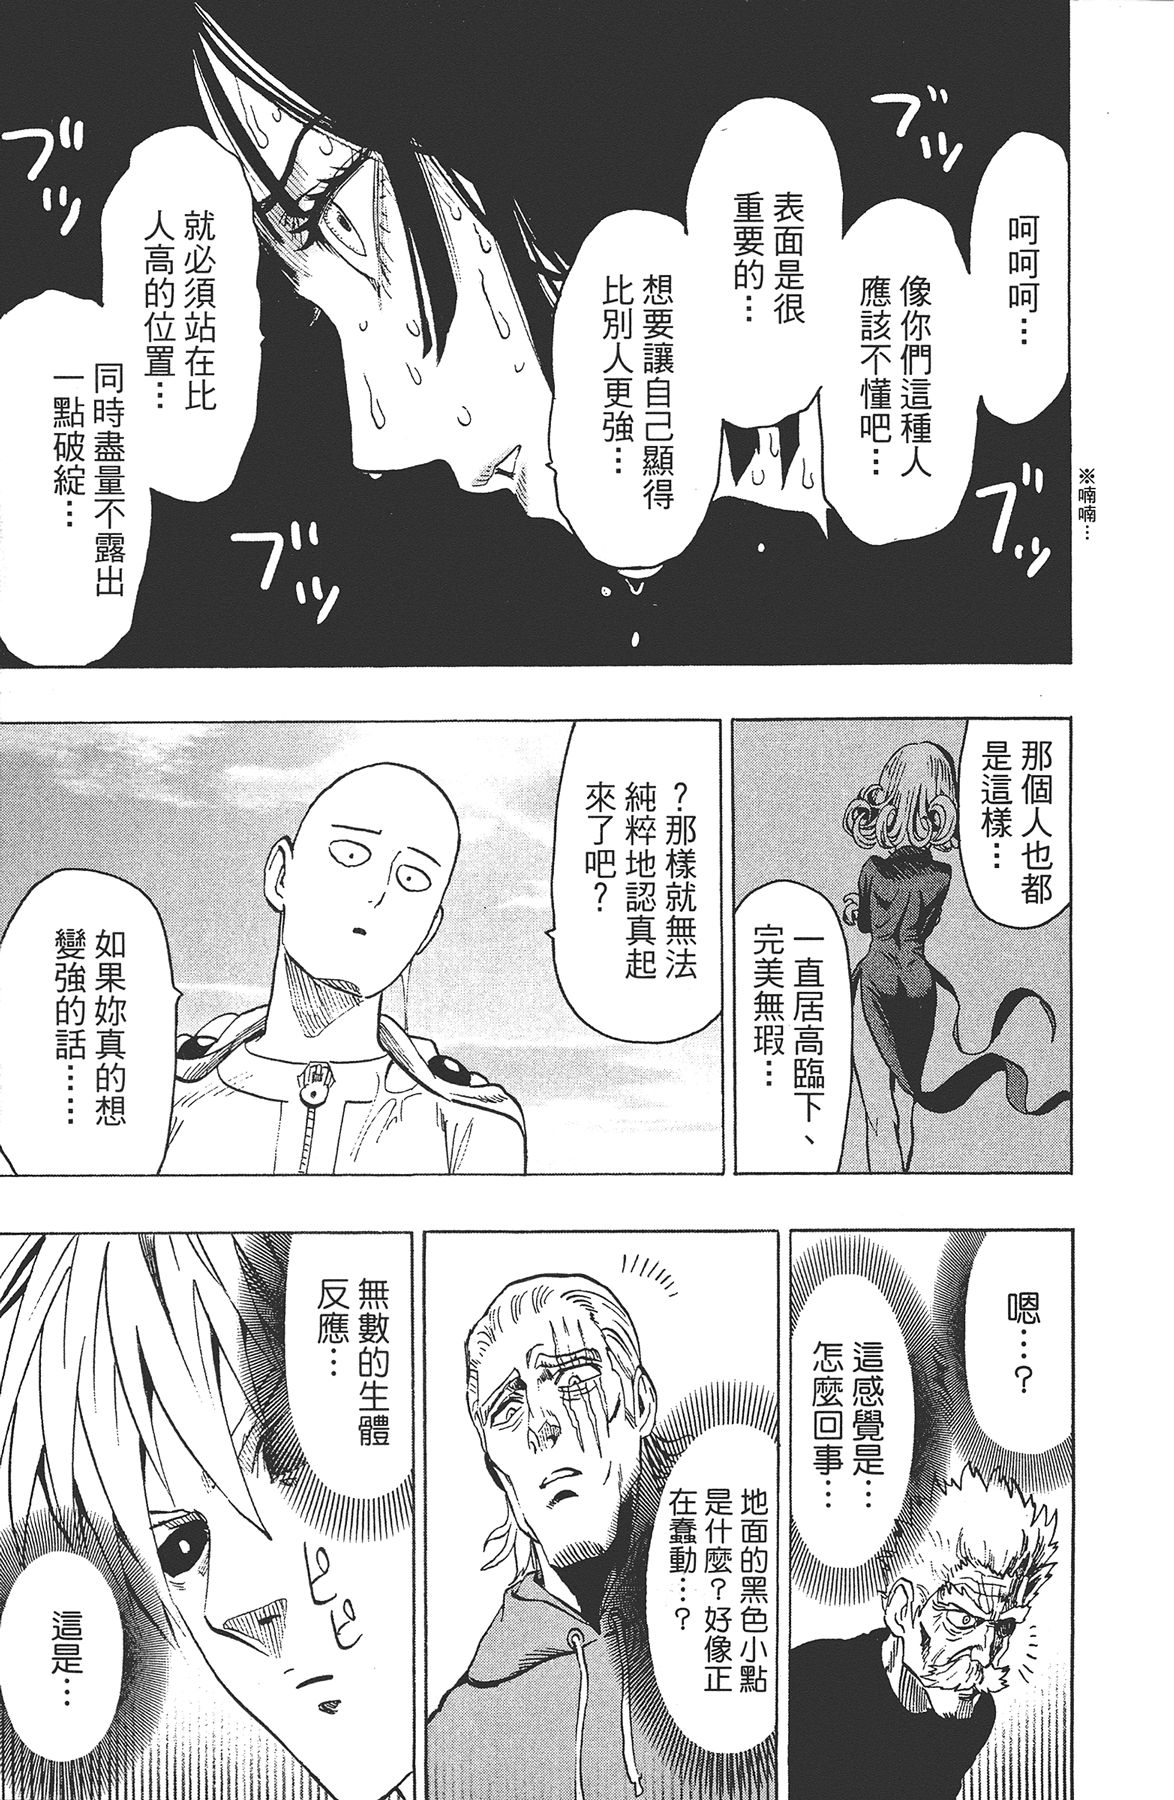 呵呵呵…
像你們這種人
應該不懂吧…
表面是很
重要的…
想要讓自己顯得
比別人更強…
就必須站在比
人高的位置…
同時盡量不露出
一點破綻…
ブツ
ブツ
ブツ
ブツ
※喃喃…
那個人也都
是這樣…
一直居高臨下、
完美無瑕…
?那樣就無法
純粹地認真起
來了吧?
如果妳真的想
變強的話……
嗯…?
這感覺是…
怎麼回事…
地面的黑色小點
是什麼?好像正
在蠢動…?
無數的生體
反應…
ピピ
這是…